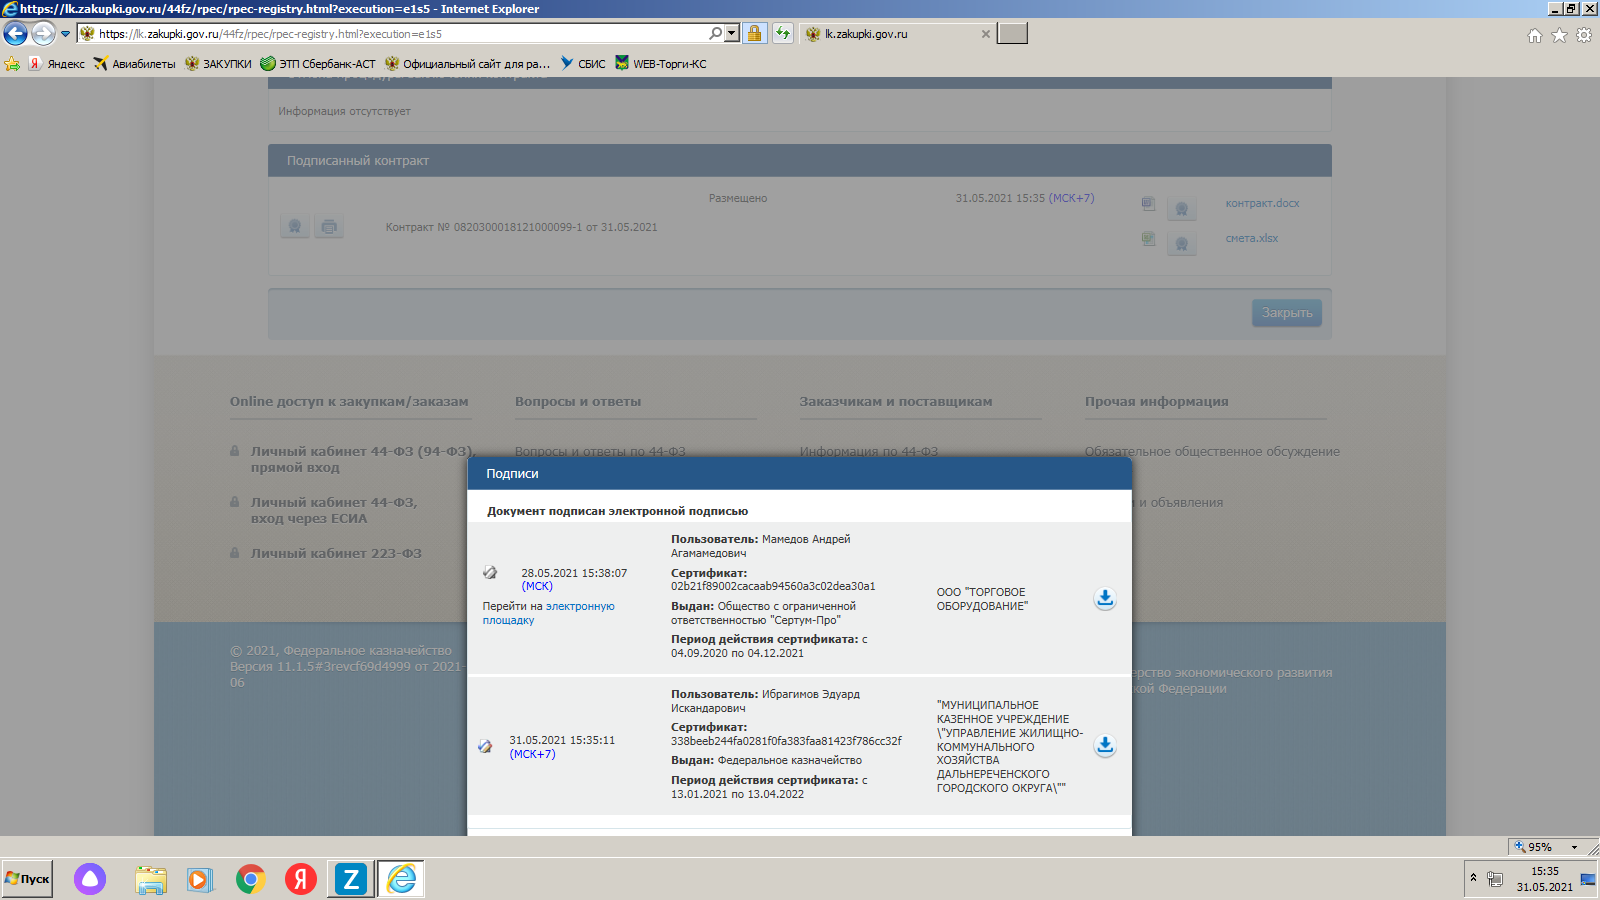 https://lk.zakupki.gov.ru/44fz/rpec/rpec-registry.html?execution=e1s5 - Internet Explorer
https://lk.zakupki.gov.ru/44fz/rpec/rpec-registry.html?execution=e1s5
lk.zakupki.gov.ru
Яндекс
Авиабилеты
ЗАКУПКИ
ЭТП Сбербанк-АСТ
Официальный сайт для ра...
СБИС
WEB-Торги-КС
Информация отсутствует
Подписанный контракт
Размещено
31.05.2021 15:35 (МСК+7)
контракт.docx
Контракт № 0820300018121000099-1 от 31.05.2021
смета.xlsx
Закрыть
Online доступ к закупкам/заказам
Вопросы и ответы
Заказчикам и поставщикам
Прочая информация
Личный кабинет 44-ФЗ (94-ФЗ),
прямой вход
Вопросы и ответы по 44-ФЗ
Информация по 44-ФЗ
Обязательное общественное обсуждение
Личный кабинет 44-ФЗ,
вход через ЕСИА
и объявления
Личный кабинет 223-ФЗ
© 2021, Федеральное казначейство
Версия 11.1.5#3revcf69d4999 от 2021-
06
ерство экономического развития
кой Федерации
Подписи
Документ подписан электронной подписью
28.05.2021 15:38:07
(МСК)
Перейти на электронную
площадку
Пользователь: Мамедов Андрей
Агамамедович
Сертификат:
02b21f89002cacaab94560a3c02dea30a1
Выдан: Общество с ограниченной
ответственностью "Сертум-Про"
Период действия сертификата: с
04.09.2020 по 04.12.2021
ООО "ТОРГОВОЕ
ОБОРУДОВАНИЕ"
31.05.2021 15:35:11
(МСК+7)
Пользователь: Ибрагимов Эдуард
Искандарович
Сертификат:
338beeb244fa0281f0fa383faa81423f786cc32f
Выдан: Федеральное казначейство
Период действия сертификата: с
13.01.2021 по 13.04.2022
"МУНИЦИПАЛЬНОЕ
КАЗЕННОЕ УЧРЕЖДЕНИЕ
\"УПРАВЛЕНИЕ ЖИЛИЩНО-
КОММУНАЛЬНОГО
ХОЗЯЙСТВА
ДАЛЬНЕРЕЧЕНСКОГО
ГОРОДСКОГО ОКРУГА\""
95%
Пуск
15:35
31.05.2021